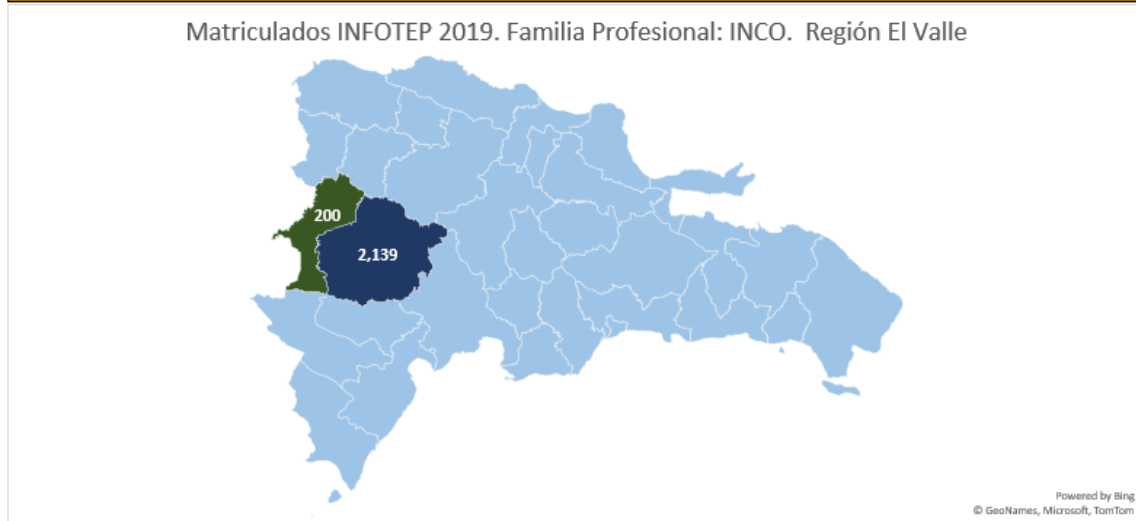 Matriculados INFOTEP 2019. Familia Profesional: INCO. Región El Valle
200
2,139
Powered by Bing
© GeoNames, Microsoft, TomTom